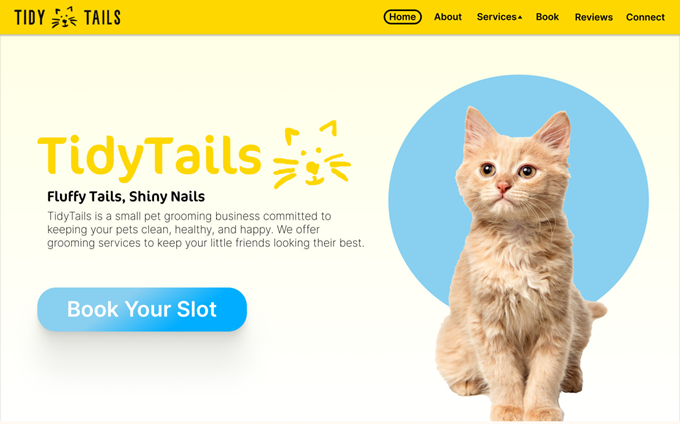 TIDY TAILS
Home About Services Book Reviews Connect
TidyTails
Fluffy Tails, Shiny Nails
TidyTails is a small pet grooming business committed to
keeping your pets clean, healthy, and happy. We offer
grooming services to keep your little friends looking their best.
Book Your Slot